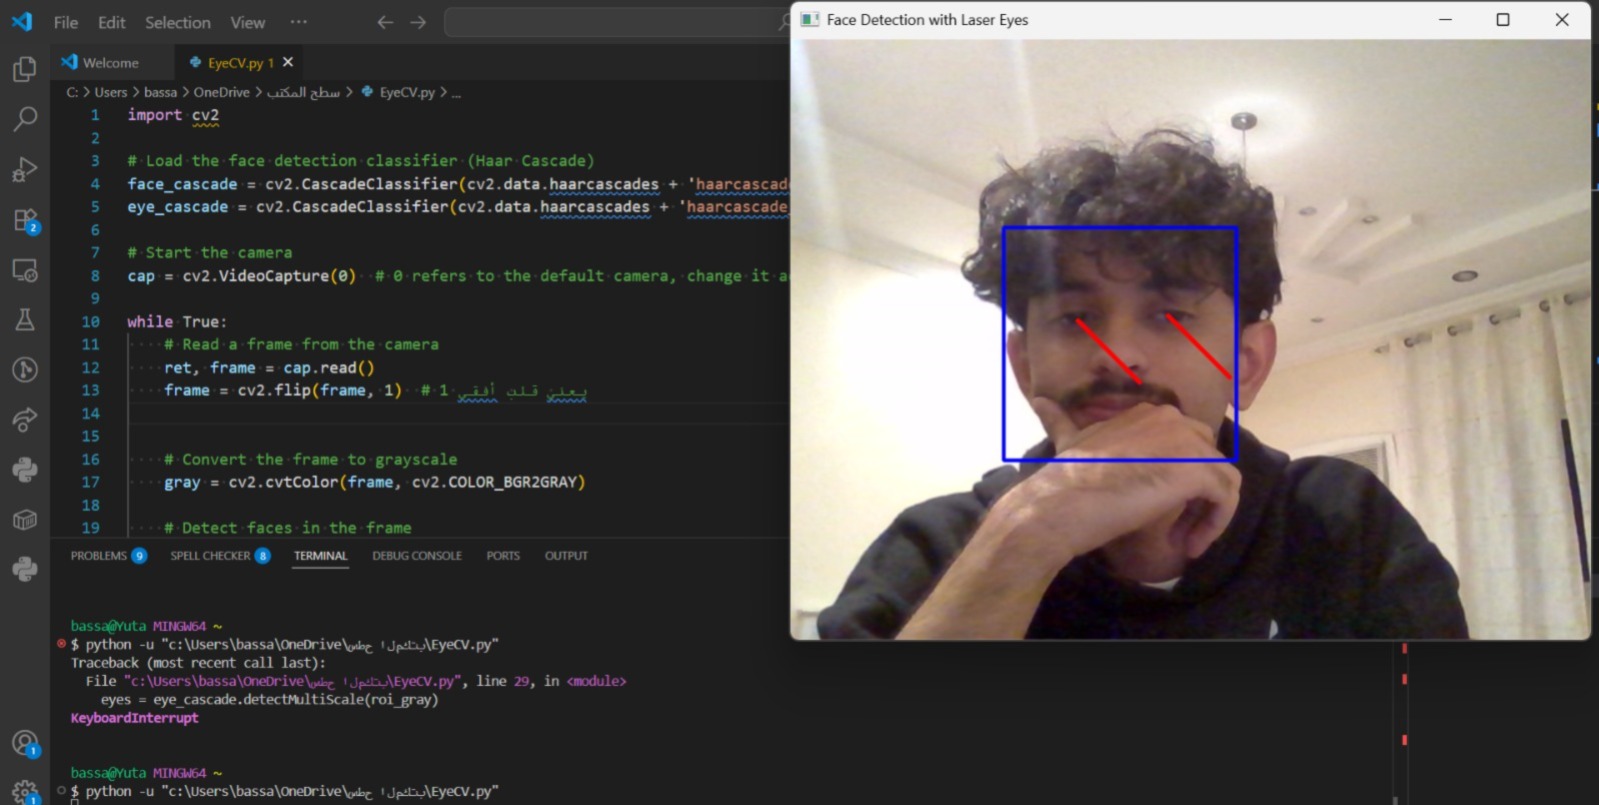 File Edit Selection View ...
Face Detection with Laser Eyes
Welcome
EyeCV.py 1
C: > Users > bassa > OneDrive > سطح المكتب > EyeCV.py > ...
1 import cv2
2
3 # Load the face detection classifier (Haar Cascade)
4 face_cascade = cv2.CascadeClassifier(cv2.data.haarcascades + 'haarcascad
5 eye_cascade = cv2.CascadeClassifier(cv2.data.haarcascades + 'haarcascade
6
7 # Start the camera
8 cap = cv2.VideoCapture(0) # 0 refers to the default camera, change it a
9
10 while True:
11 # Read a frame from the camera
12 ret, frame = cap.read()
13 frame = cv2.flip(frame, 1) # 1 يعني قلب أفقي
14
15
16 # Convert the frame to grayscale
17 gray = cv2.cvtColor(frame, cv2.COLOR_BGR2GRAY)
18
19 # Detect faces in the frame
2
PROBLEMS 9 SPELL CHECKER 8 TERMINAL DEBUG CONSOLE PORTS OUTPUT
bassa@Yuta MINGW64 ~
$ python -u "c:\Users\bassa\OneDrive\سطح المكتب\EyeCV.py"
Traceback (most recent call last):
File "c:\Users\bassa\OneDrive\سطح المكتب\EyeCV.py", line 29, in <module>
eyes = eye_cascade.detectMultiScale(roi_gray)
KeyboardInterrupt
bassa@Yuta MINGW64 ~
$ python -u "c:\Users\bassa\OneDrive\سطح المكتب\EyeCV.py"
1
1